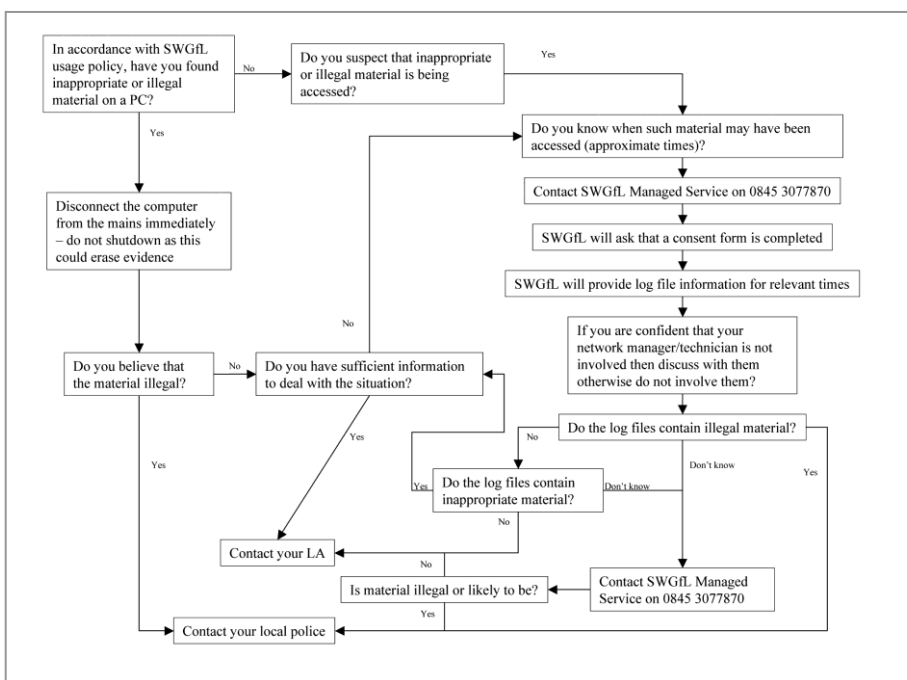 In accordance with SWGfL
usage policy, have you found
inappropriate or illegal
material on a PC?
No
Do you suspect that inappropriate
or illegal material is being
accessed?
Yes
Yes
Do you know when such material may have been
accessed (approximate times)?
Contact SWGfL Managed Service on 0845 3077870
Disconnect the computer
from the mains immediately
– do not shutdown as this
could erase evidence
SWGfL will ask that a consent form is completed
SWGfL will provide log file information for relevant times
No
If you are confident that your
network manager/technician is not
involved then discuss with them
otherwise do not involve them?
Do you believe that
the material illegal?
No
Do you have sufficient information
to deal with the situation?
Do the log files contain illegal material?
Yes
Yes
No
Don't know
Yes
Do the log files contain
inappropriate material?
Yes
Don't know
No
Contact your LA
No
Is material illegal or likely to be?
Contact SWGfL Managed
Service on 0845 3077870
Yes
Contact your local police